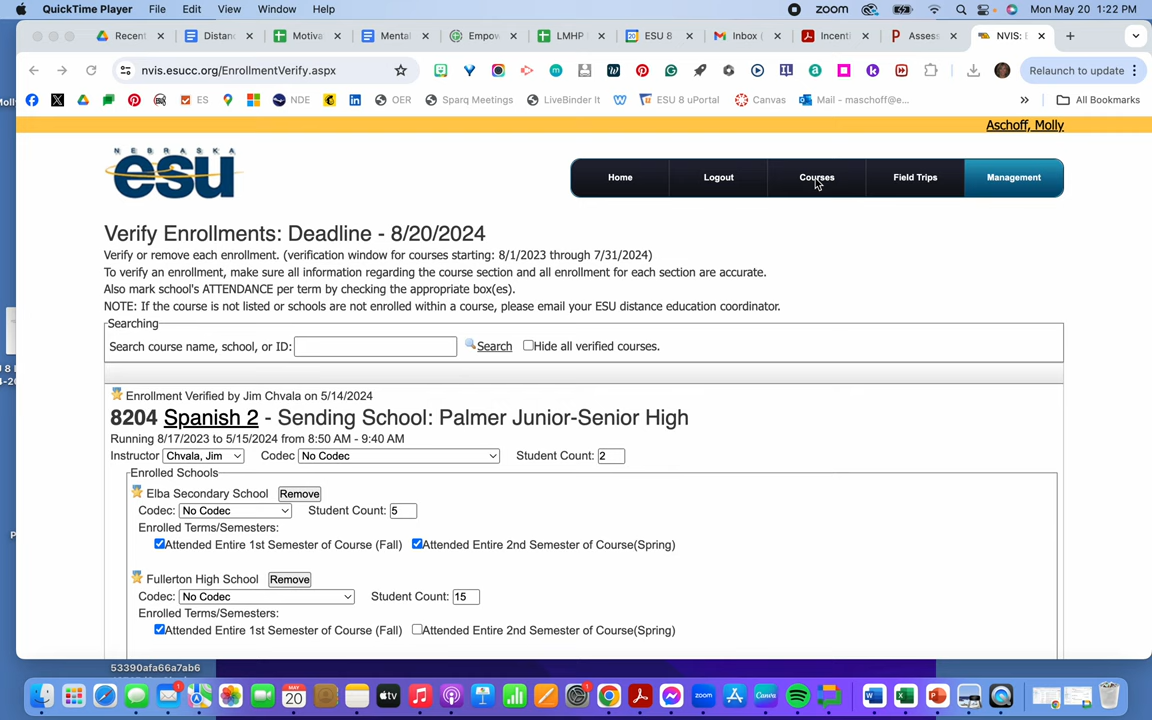 QuickTime Player File Edit View Window Help zoom Mon May 20 1:22 PM
Recent Distanc Motiva Mental Empow LMHP ESU 8 Inbox ( Incenti Assess NVIS: E
nvis.esucc.org/EnrollmentVerify.aspx Relaunch to update
ES NDE OER Sparq Meetings LiveBinder It ESU 8 uPortal Canvas Mail - maschoff@e... » All Bookmarks
Aschoff, Molly
NEBRASKA
esu
Home Logout Courses Field Trips Management
Verify Enrollments: Deadline - 8/20/2024
Verify or remove each enrollment. (verification window for courses starting: 8/1/2023 through 7/31/2024)
To verify an enrollment, make sure all information regarding the course section and all enrollment for each section are accurate.
Also mark school's ATTENDANCE per term by checking the appropriate box(es).
NOTE: If the course is not listed or schools are not enrolled within a course, please email your ESU distance education coordinator.
Searching
Search course name, school, or ID: Search Hide all verified courses.
Enrollment Verified by Jim Chvala on 5/14/2024
8204 Spanish 2 - Sending School: Palmer Junior-Senior High
Running 8/17/2023 to 5/15/2024 from 8:50 AM - 9:40 AM
Instructor Chvala, Jim Codec No Codec Student Count: 2
Enrolled Schools
Elba Secondary School Remove
Codec: No Codec Student Count: 5
Enrolled Terms/Semesters:
Attended Entire 1st Semester of Course (Fall) Attended Entire 2nd Semester of Course(Spring)
Fullerton High School Remove
Codec: No Codec Student Count: 15
Enrolled Terms/Semesters:
Attended Entire 1st Semester of Course (Fall) Attended Entire 2nd Semester of Course(Spring)
53390afa66a7ab6